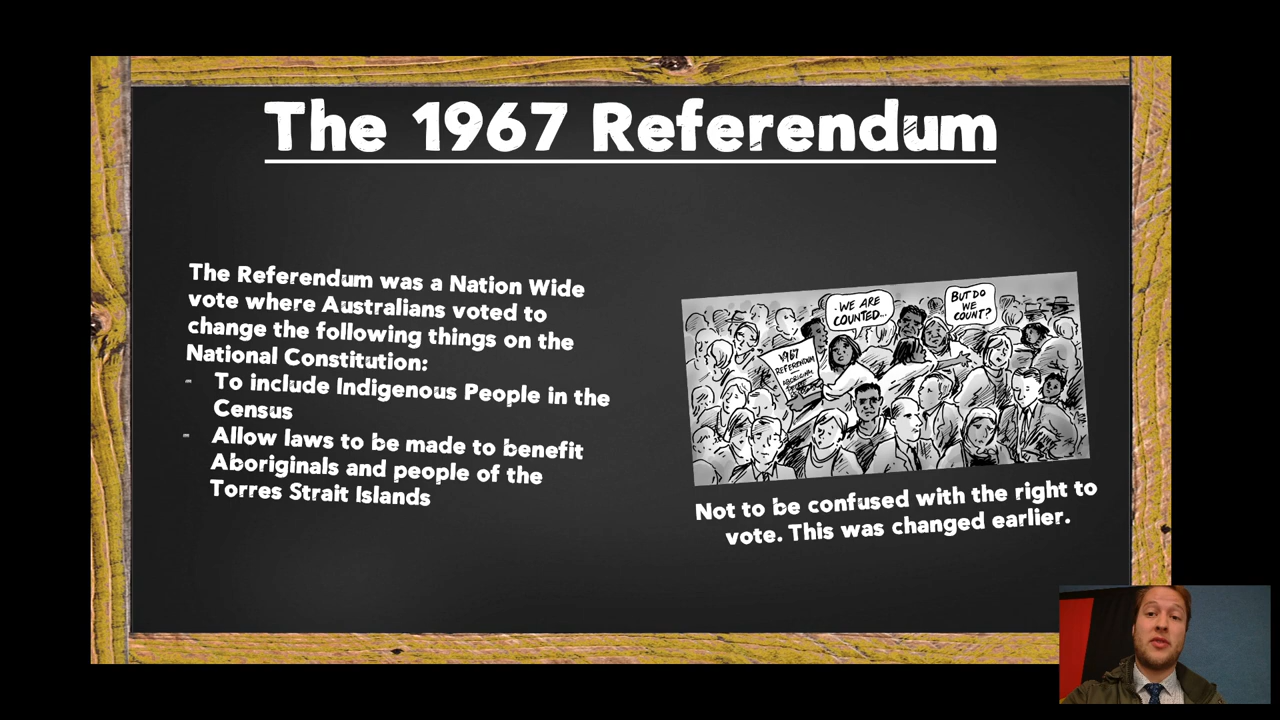 The 1967 Referendum
The Referendum was a Nation Wide
vote where Australians voted to
change the following things on the
National Constitution:
- To include Indigenous People in the
Census
- Allow laws to be made to benefit
Aboriginals and people of the
Torres Strait Islands
WE ARE
COUNTED...
BUT DO
WE
COUNT?
1967
REFERENDUM
ABORIGINAL
Not to be confused with the right to
vote. This was changed earlier.